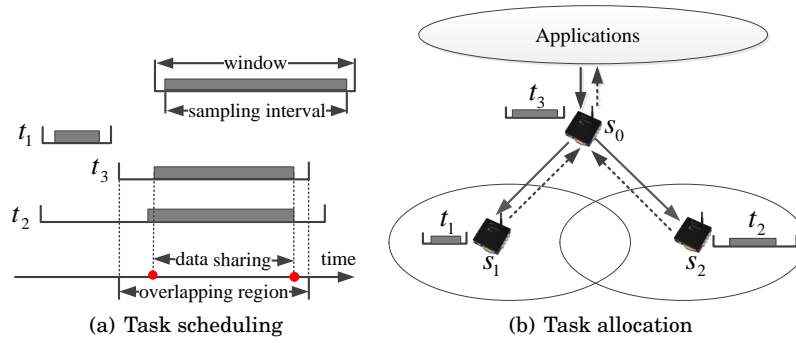 window
sampling interval
t1
t3
t2
data sharing
time
overlapping region
(a) Task scheduling
Applications
t3
s0
t1
s1
t2
s2
(b) Task allocation